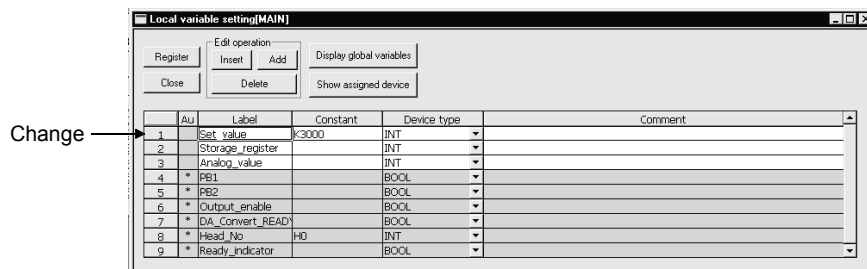 Local variable setting[MAIN]
Edit operation
Register Insert Add Display global variables
Close Delete Show assigned device
Au Label Constant Device type Comment
Change 1 Set_value K3000 INT
2 Storage_register INT
3 Analog_value INT
4 * PB1 BOOL
5 * PB2 BOOL
6 * Output_enable BOOL
7 * DA_Convert_READY BOOL
8 * Head_No H0 INT
9 * Ready_indicator BOOL